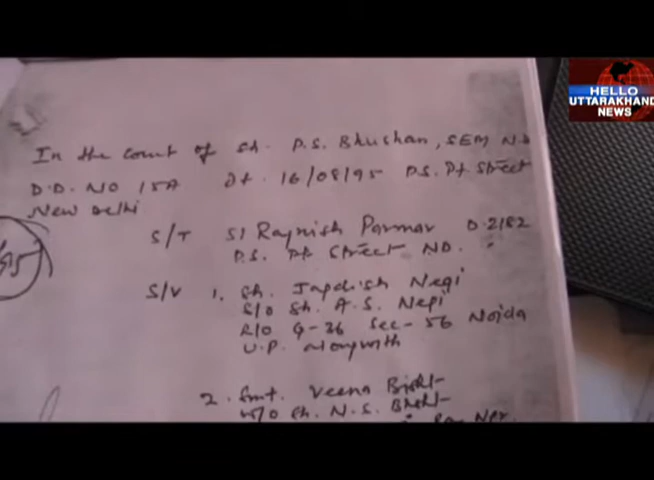 HELLO
UTTARAKHAND
NEWS
In the court of Sh. P.S. Bhushan, SEM ND
D.D. NO 15A Dt. 16/08/95 P.S. Pt Street
New Delhi
S/T SI Rajnish Parmar D-2182
P.S. Pt Street ND.
S/V 1. Sh. Jagdish Negi
S/O Sh. A.S. Negi
R/O G-36 Sec-56 Noida
U.P. alongwith
2. Smt. Veena Bisht
W/O Sh. N.S. Bisht